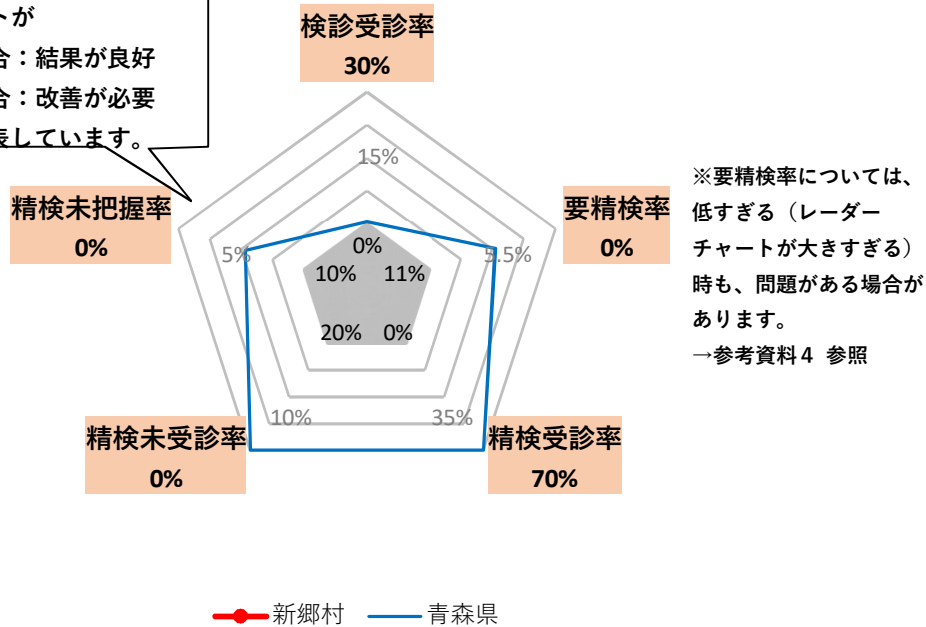 トが
合：結果が良好
合：改善が必要
表しています。
検診受診率
30%
15%
精検未把握率
0%
要精検率
0%
※要精検率については、
低すぎる（レーダー
チャートが大きすぎる）
時も、問題がある場合が
あります。
→参考資料４ 参照
5%
5.5%
0%
10%
11%
20%
0%
10%
35%
精検未受診率
0%
精検受診率
70%
新郷村
青森県